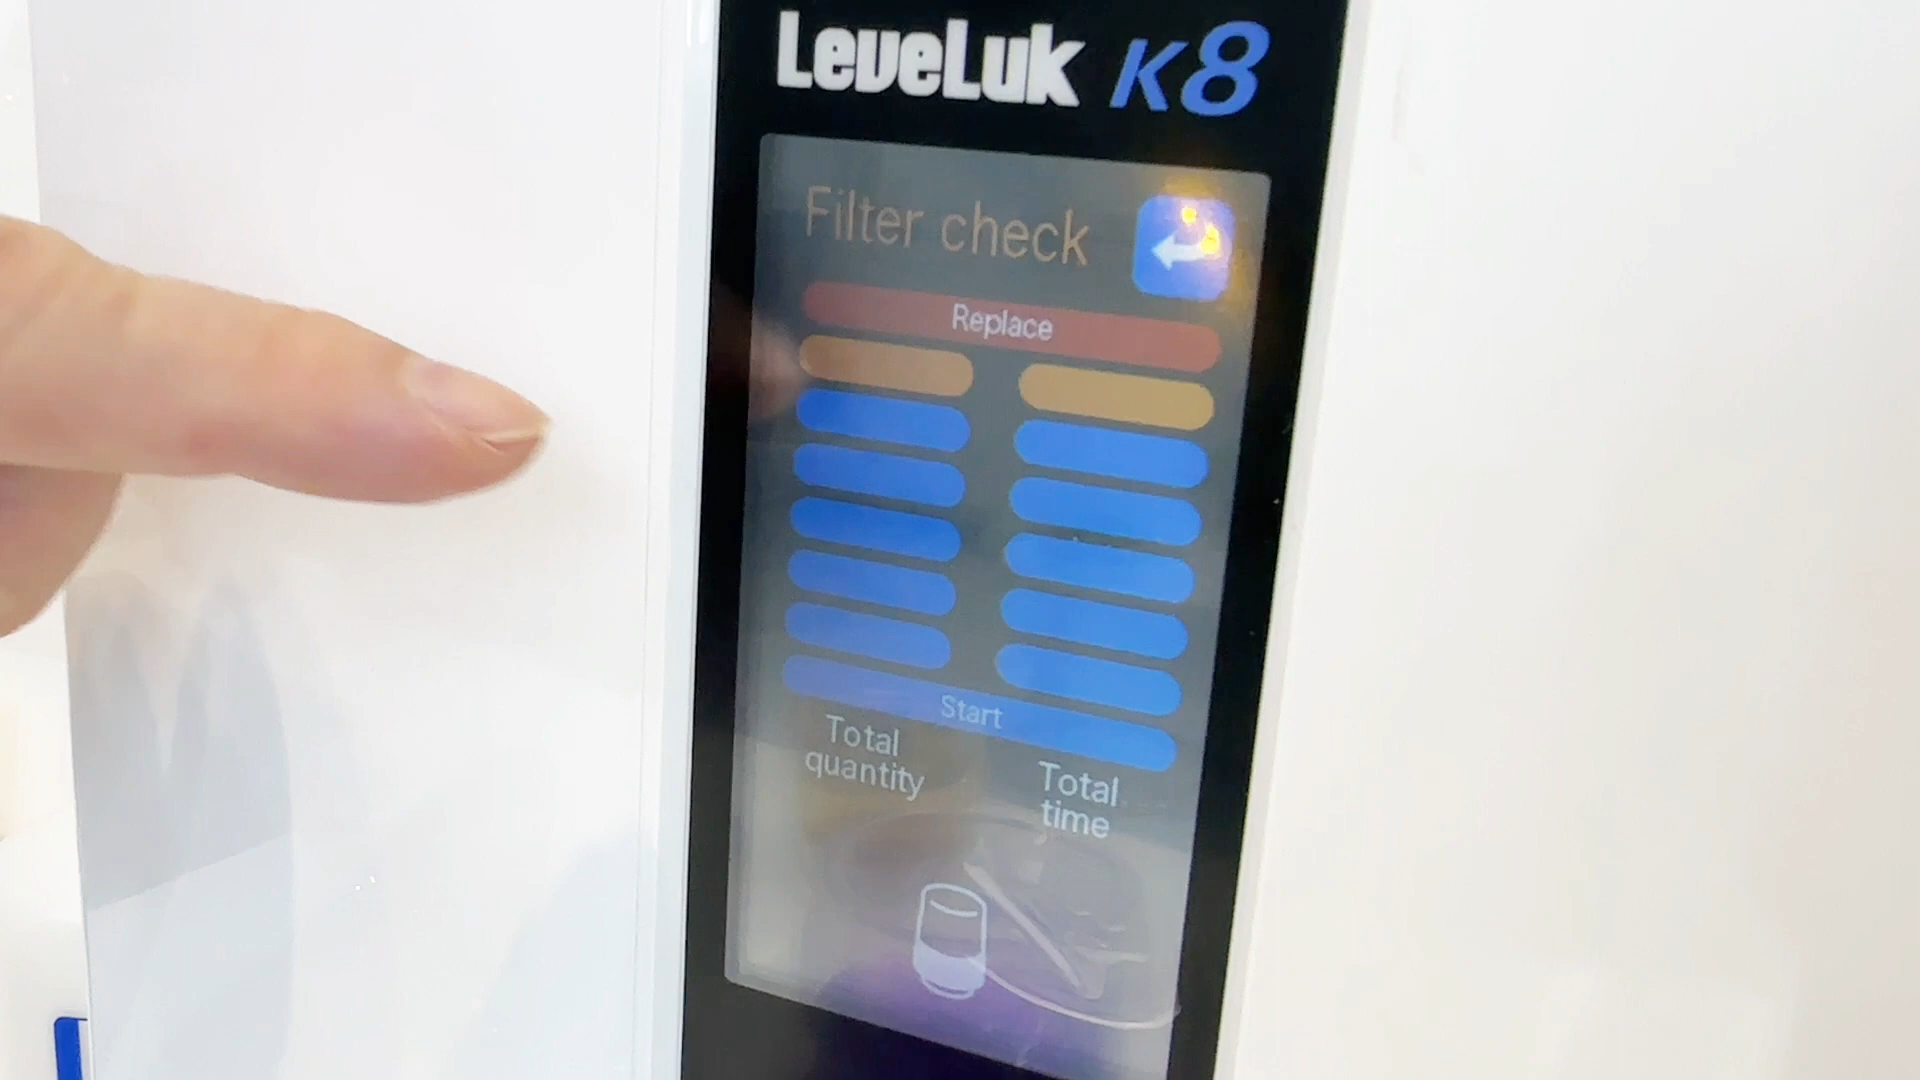 LeveLuk K8
Filter check
Replace
Start
Total
quantity
Total
time